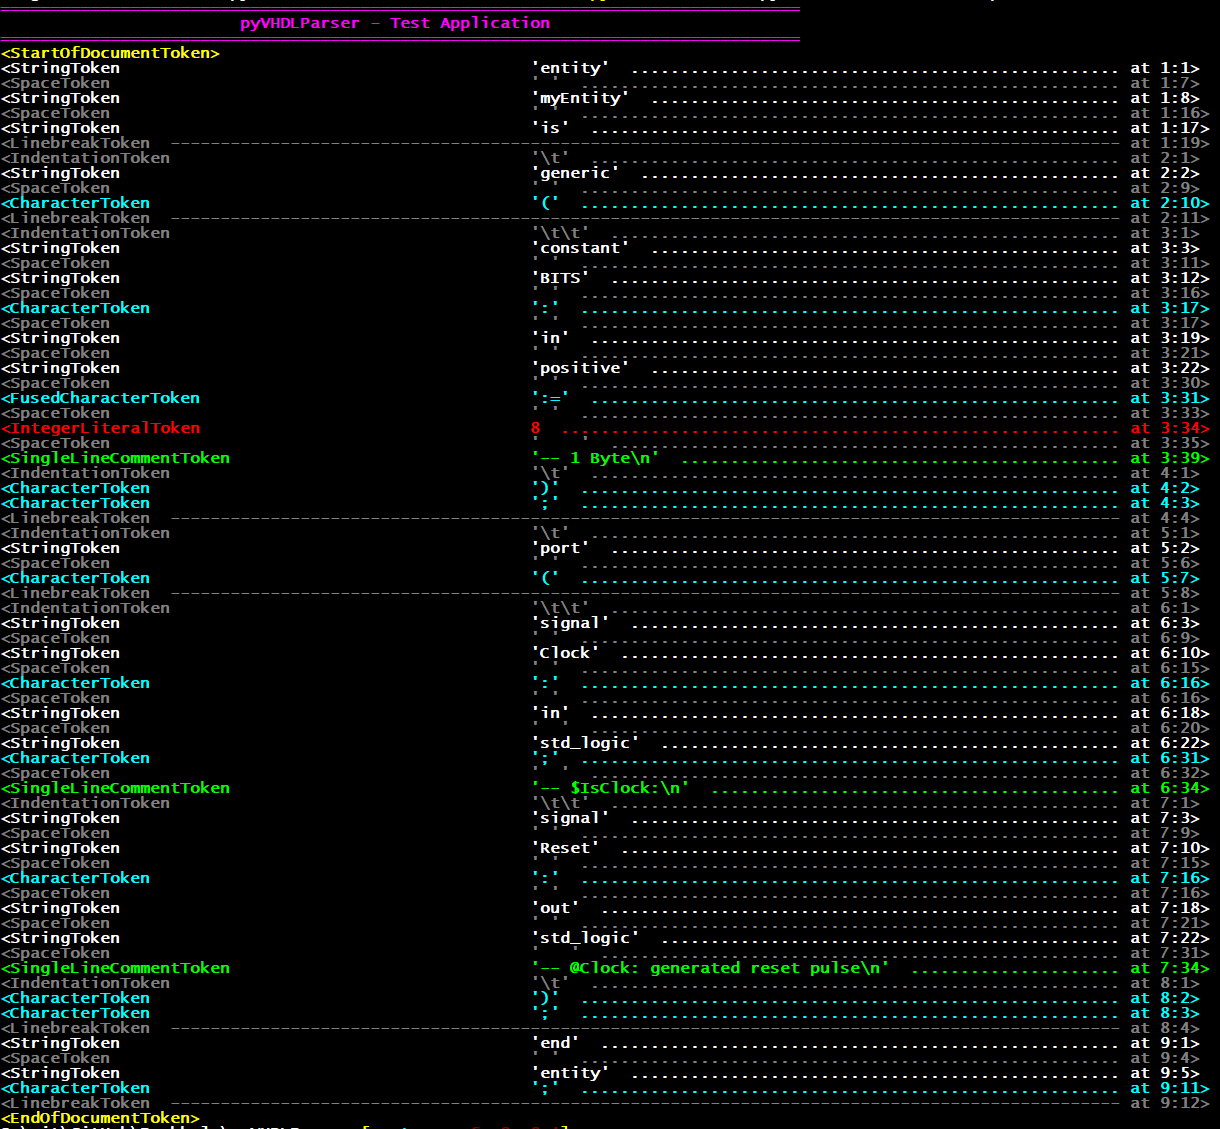 pyVHDLParser - Test Application
<StartOfDocumentToken>
<StringToken 'entity' ................................................. at 1:1>
<SpaceToken ' ' ...................................................... at 1:7>
<StringToken 'myEntity' ............................................... at 1:8>
<SpaceToken ' ' ...................................................... at 1:16>
<StringToken 'is' ..................................................... at 1:17>
<LinebreakToken ----------------------------------------------------------------------------------------------- at 1:19>
<IndentationToken '\t' ..................................................... at 2:1>
<StringToken 'generic' ................................................ at 2:2>
<SpaceToken ' ' ...................................................... at 2:9>
<CharacterToken '(' ...................................................... at 2:10>
<LinebreakToken ----------------------------------------------------------------------------------------------- at 2:11>
<IndentationToken '\t\t' ................................................... at 3:1>
<StringToken 'constant' ............................................... at 3:3>
<SpaceToken ' ' ...................................................... at 3:11>
<StringToken 'BITS' ................................................... at 3:12>
<SpaceToken ' ' ...................................................... at 3:16>
<CharacterToken ':' ...................................................... at 3:17>
<SpaceToken ' ' ...................................................... at 3:17>
<StringToken 'in' ..................................................... at 3:19>
<SpaceToken ' ' ...................................................... at 3:21>
<StringToken 'positive' ............................................... at 3:22>
<SpaceToken ' ' ...................................................... at 3:30>
<FusedCharacterToken ':=' ..................................................... at 3:31>
<SpaceToken ' ' ...................................................... at 3:33>
<IntegerLiteralToken 8 ........................................................ at 3:34>
<SpaceToken '    ' ................................................... at 3:35>
<SingleLineCommentToken '-- 1 Byte\n' ............................................ at 3:39>
<IndentationToken '\t' ..................................................... at 4:1>
<CharacterToken ')' ...................................................... at 4:2>
<CharacterToken ';' ...................................................... at 4:3>
<LinebreakToken ----------------------------------------------------------------------------------------------- at 4:4>
<IndentationToken '\t' ..................................................... at 5:1>
<StringToken 'port' ................................................... at 5:2>
<SpaceToken ' ' ...................................................... at 5:6>
<CharacterToken '(' ...................................................... at 5:7>
<LinebreakToken ----------------------------------------------------------------------------------------------- at 5:8>
<IndentationToken '\t\t' ................................................... at 6:1>
<StringToken 'signal' ................................................. at 6:3>
<SpaceToken ' ' ...................................................... at 6:9>
<StringToken 'Clock' .................................................. at 6:10>
<SpaceToken ' ' ...................................................... at 6:15>
<CharacterToken ':' ...................................................... at 6:16>
<SpaceToken ' ' ...................................................... at 6:16>
<StringToken 'in' ..................................................... at 6:18>
<SpaceToken '  ' ..................................................... at 6:20>
<StringToken 'std_logic' .............................................. at 6:22>
<CharacterToken ';' ...................................................... at 6:31>
<SpaceToken '  ' ..................................................... at 6:32>
<SingleLineCommentToken '-- $IsClock:\n' ......................................... at 6:34>
<IndentationToken '\t\t' ................................................... at 7:1>
<StringToken 'signal' ................................................. at 7:3>
<SpaceToken ' ' ...................................................... at 7:9>
<StringToken 'Reset' .................................................. at 7:10>
<SpaceToken ' ' ...................................................... at 7:15>
<CharacterToken ':' ...................................................... at 7:16>
<SpaceToken ' ' ...................................................... at 7:16>
<StringToken 'out' .................................................... at 7:18>
<SpaceToken ' ' ...................................................... at 7:21>
<StringToken 'std_logic' .............................................. at 7:22>
<SpaceToken '   ' .................................................... at 7:31>
<SingleLineCommentToken '-- @Clock: generated reset pulse\n' ..................... at 7:34>
<IndentationToken '\t' ..................................................... at 8:1>
<CharacterToken ')' ...................................................... at 8:2>
<CharacterToken ';' ...................................................... at 8:3>
<LinebreakToken ----------------------------------------------------------------------------------------------- at 8:4>
<StringToken 'end' .................................................... at 9:1>
<SpaceToken ' ' ...................................................... at 9:4>
<StringToken 'entity' ................................................. at 9:5>
<CharacterToken ';' ...................................................... at 9:11>
<LinebreakToken ----------------------------------------------------------------------------------------------- at 9:12>
<EndOfDocumentToken>